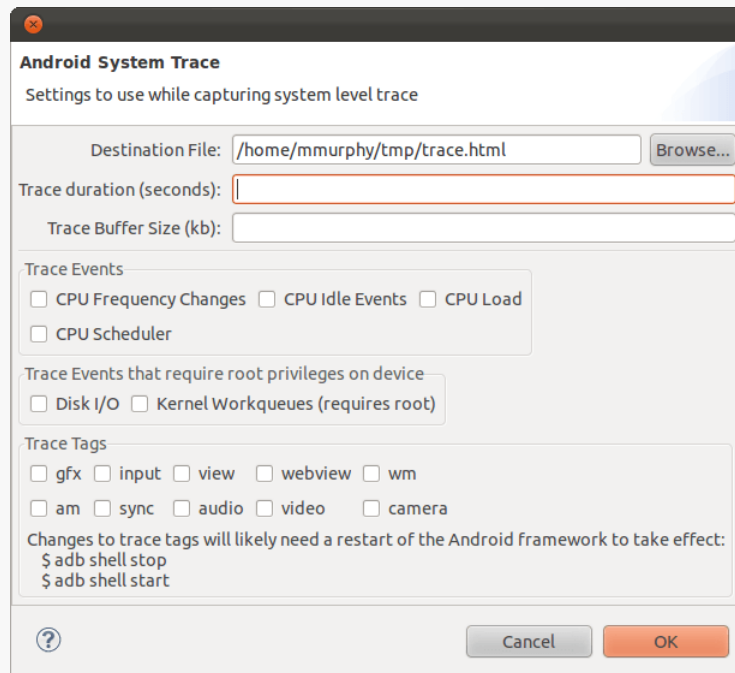 Android System Trace
Settings to use while capturing system level trace
Destination File: /home/mmurphy/tmp/trace.html Browse...
Trace duration (seconds):
Trace Buffer Size (kb):
Trace Events
CPU Frequency Changes CPU Idle Events CPU Load
CPU Scheduler
Trace Events that require root privileges on device
Disk I/O Kernel Workqueues (requires root)
Trace Tags
gfx input view webview wm
am sync audio video camera
Changes to trace tags will likely need a restart of the Android framework to take effect:
$ adb shell stop
$ adb shell start
? Cancel OK